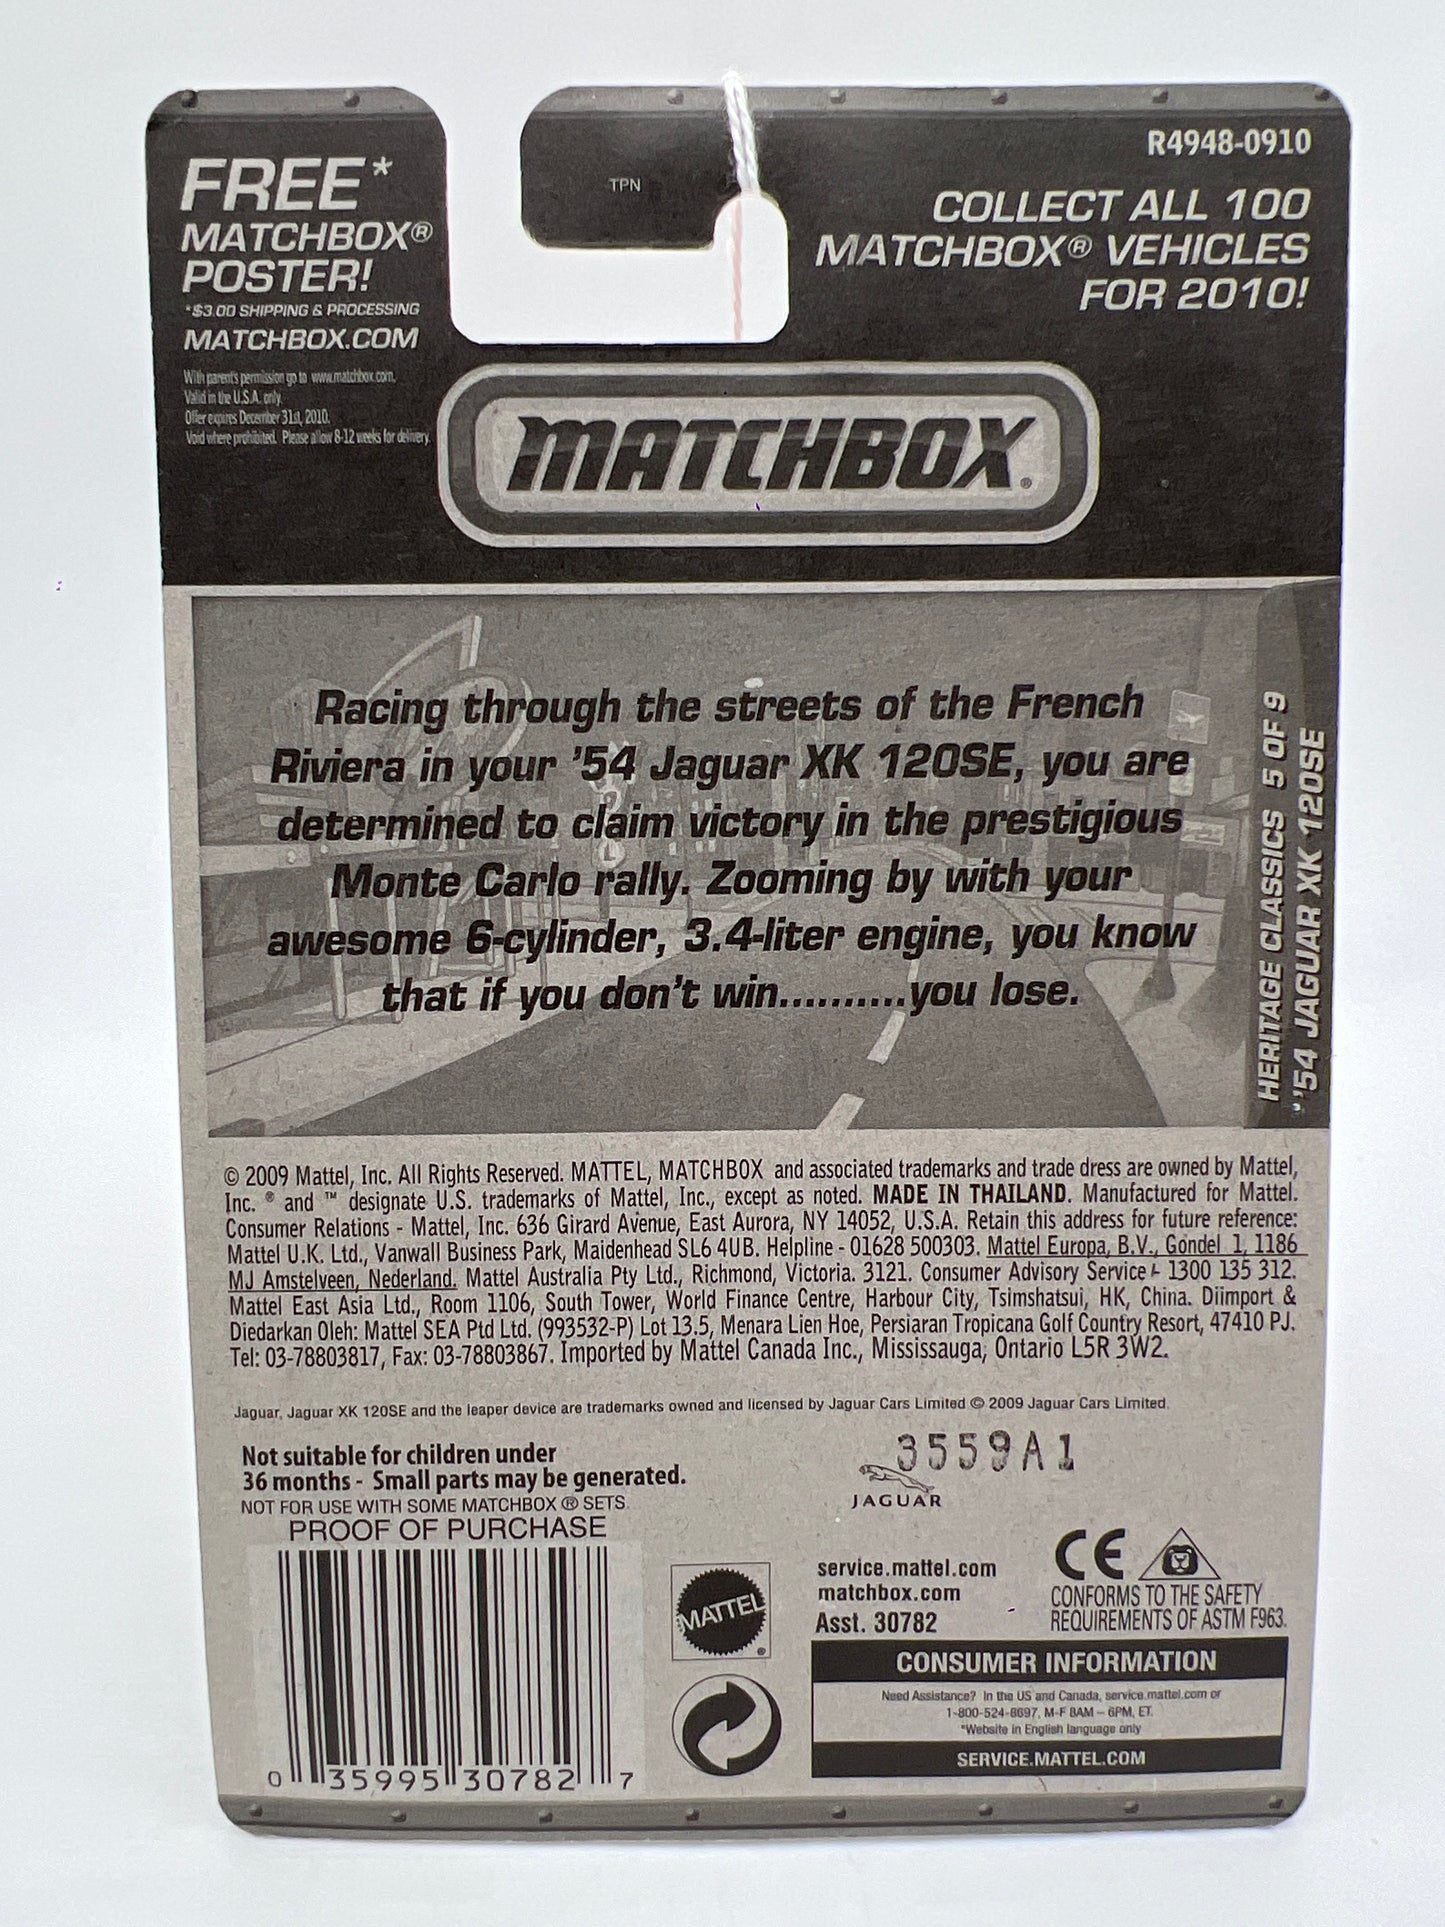 FREE*
MATCHBOX®
POSTER!
*$3.00 SHIPPING & PROCESSING
MATCHBOX.COM
With parent's permission go to www.matchbox.com.
Valid in the U.S.A. only.
Offer expires December 31st, 2010.
Void where prohibited. Please allow 8-12 weeks for delivery.
TPN
R4948-0910
COLLECT ALL 100
MATCHBOX® VEHICLES
FOR 2010!
MATCHBOX®
Racing through the streets of the French
Riviera in your '54 Jaguar XK 120SE, you are
determined to claim victory in the prestigious
Monte Carlo rally. Zooming by with your
awesome 6-cylinder, 3.4-liter engine, you know
that if you don't win..........you lose.
HERITAGE CLASSICS 5 OF 9
'54 JAGUAR XK 120SE
© 2009 Mattel, Inc. All Rights Reserved. MATTEL, MATCHBOX and associated trademarks and trade dress are owned by Mattel,
Inc. ® and ™ designate U.S. trademarks of Mattel, Inc., except as noted. MADE IN THAILAND. Manufactured for Mattel.
Consumer Relations - Mattel, Inc. 636 Girard Avenue, East Aurora, NY 14052, U.S.A. Retain this address for future reference:
Mattel U.K. Ltd., Vanwall Business Park, Maidenhead SL6 4UB. Helpline - 01628 500303. Mattel Europa, B.V., Gondel 1, 1186
MJ Amstelveen, Nederland. Mattel Australia Pty Ltd., Richmond, Victoria. 3121. Consumer Advisory Service - 1300 135 312.
Mattel East Asia Ltd., Room 1106, South Tower, World Finance Centre, Harbour City, Tsimshatsui, HK, China. Diimport &
Diedarkan Oleh: Mattel SEA Ptd Ltd. (993532-P) Lot 13.5, Menara Lien Hoe, Persiaran Tropicana Golf Country Resort, 47410 PJ.
Tel: 03-78803817, Fax: 03-78803867. Imported by Mattel Canada Inc., Mississauga, Ontario L5R 3W2.
Jaguar, Jaguar XK 120SE and the leaper device are trademarks owned and licensed by Jaguar Cars Limited © 2009 Jaguar Cars Limited.
Not suitable for children under
36 months - Small parts may be generated.
NOT FOR USE WITH SOME MATCHBOX ® SETS.
PROOF OF PURCHASE
0 35995 30782 7
3559A1
JAGUAR
MATTEL®
service.mattel.com
matchbox.com
Asst. 30782
CE
CONFORMS TO THE SAFETY
REQUIREMENTS OF ASTM F963.
CONSUMER INFORMATION
Need Assistance? In the US and Canada, service.mattel.com or
1-800-524-8697, M-F 8AM – 6PM, ET.
*Website in English language only
SERVICE.MATTEL.COM